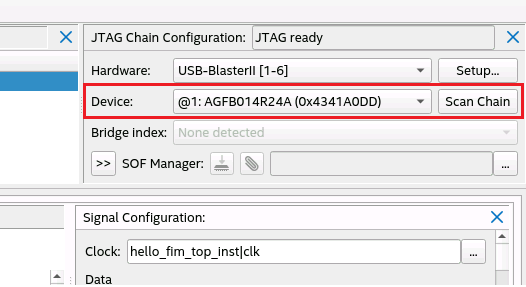 JTAG Chain Configuration: JTAG ready
Hardware: USB-BlasterII [1-6] Setup...
Device: @1: AGFB014R24A (0x4341A0DD) Scan Chain
Bridge index: None detected
>> SOF Manager: ...
Signal Configuration:
Clock: hello_fim_top_inst|clk ...
Data